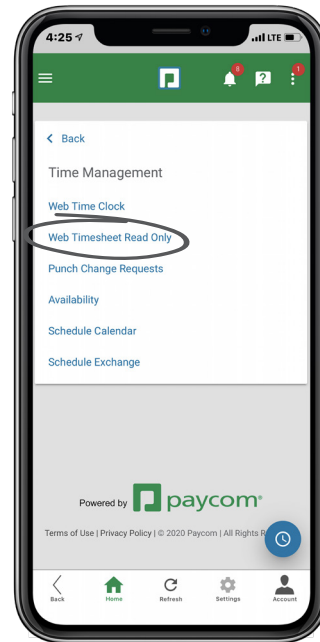 4:25
LTE
8
?
1
Back
Time Management
Web Time Clock
Web Timesheet Read Only
Punch Change Requests
Availability
Schedule Calendar
Schedule Exchange
Powered by paycom®
Terms of Use | Privacy Policy | © 2020 Paycom | All Rights R
Back Home Refresh Settings Account